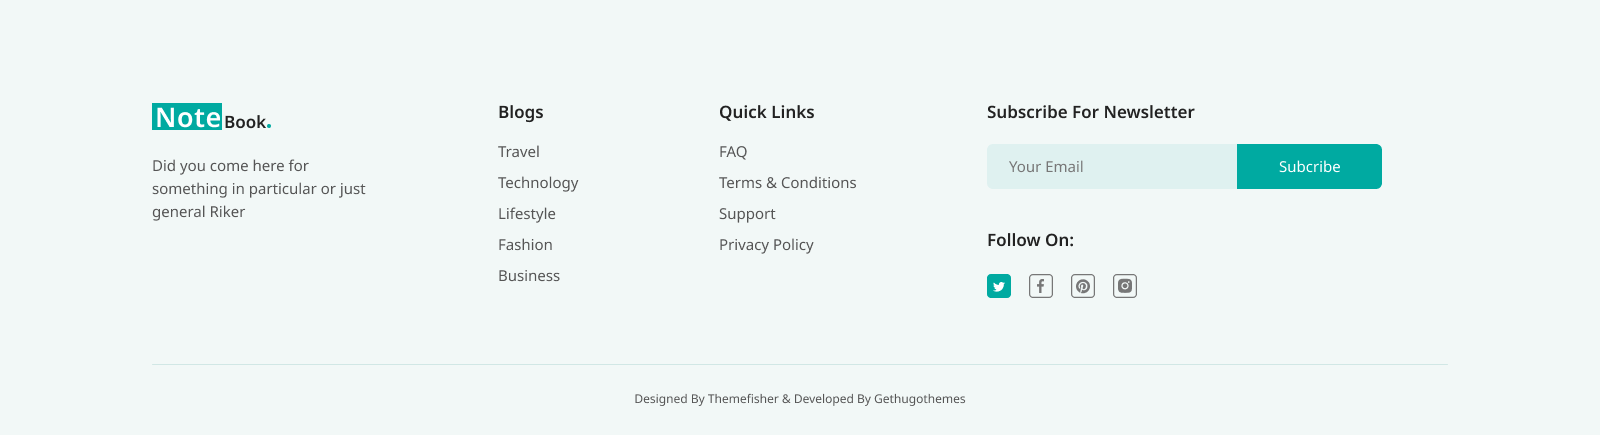 NoteBook.
Did you come here for
something in particular or just
general Riker
Blogs
Travel
Technology
Lifestyle
Fashion
Business
Quick Links
FAQ
Terms & Conditions
Support
Privacy Policy
Subscribe For Newsletter
Your Email
Subcribe
Follow On:
Designed By Themefisher & Developed By Gethugothemes